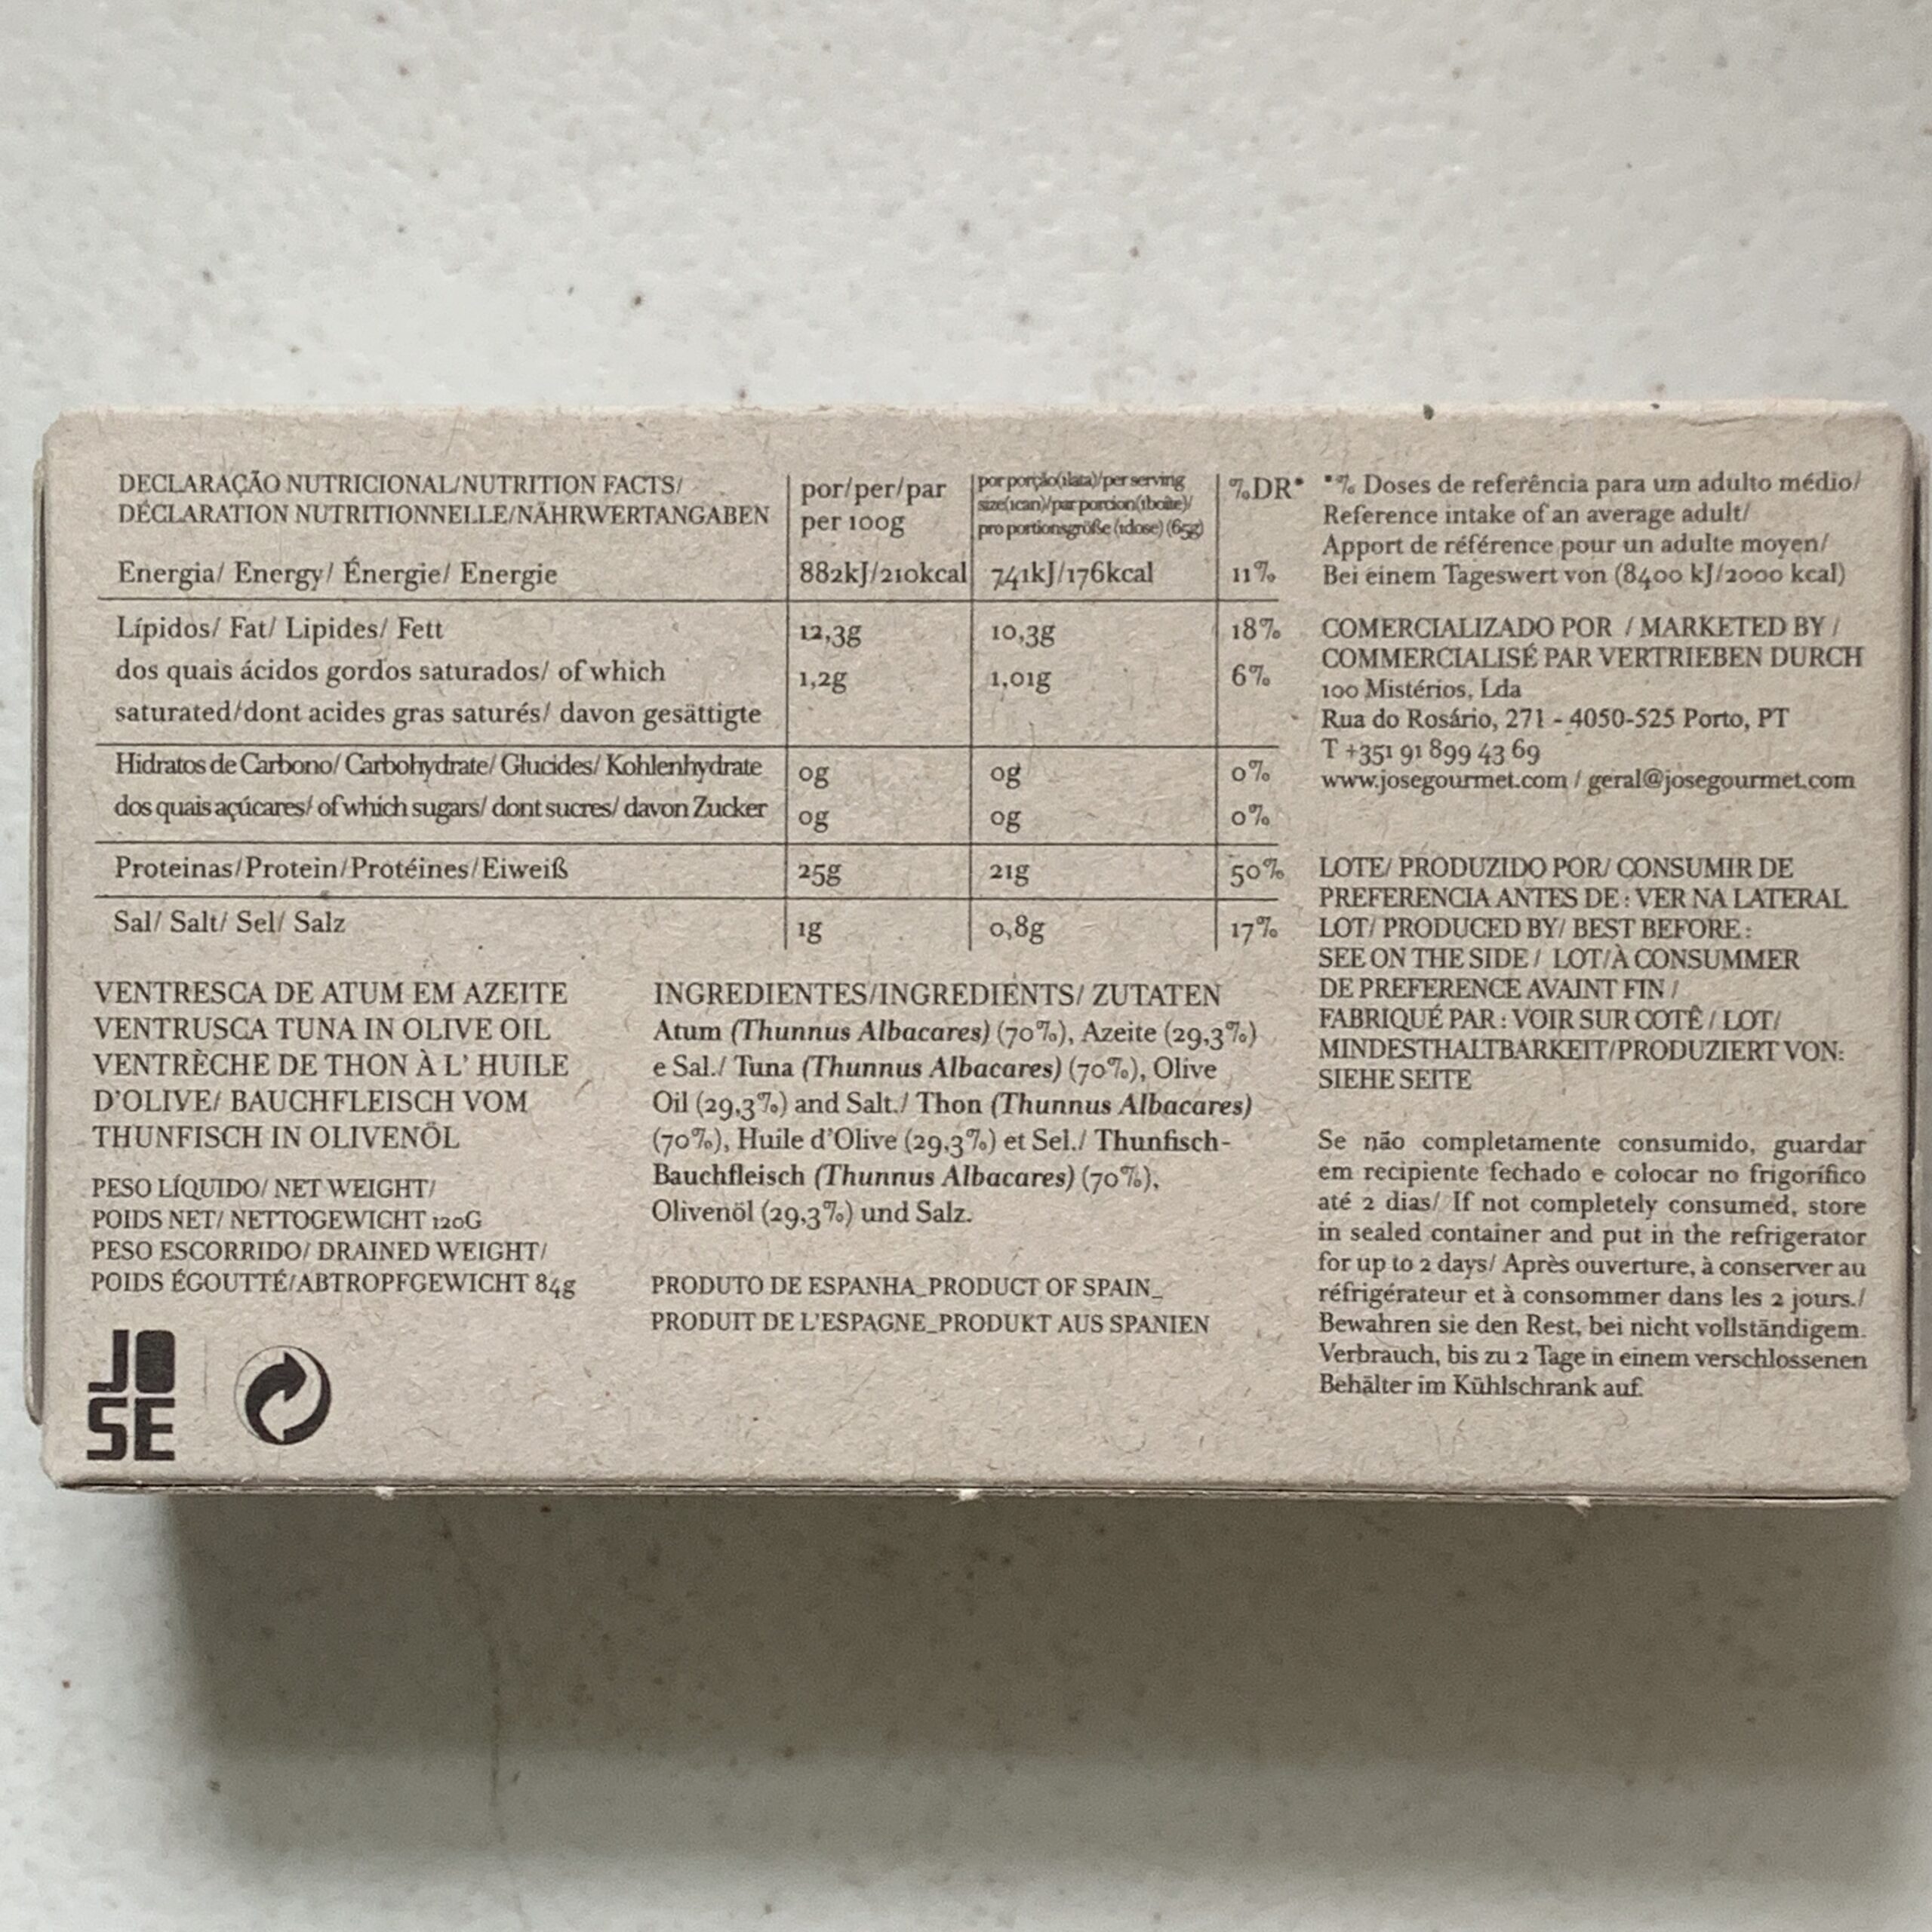 DECLARAÇÃO NUTRICIONAL/NUTRITION FACTS/
DÉCLARATION NUTRITIONNELLE/NÄHRWERTANGABEN
por/per/par
per 100g
por porção(1lata)/per serving
size(1can)/par porcion(1boîte)/
pro portionsgröße (1dose) (65g)
%DR*
Energia/ Energy/ Énergie/ Energie 882kJ/210kcal 741kJ/176kcal 11%
Lípidos/ Fat/ Lipides/ Fett 12,3g 10,3g 18%
dos quais ácidos gordos saturados/ of which 1,2g 1,01g 6%
saturated/dont acides gras saturés/ davon gesättigte
Hidratos de Carbono/ Carbohydrate/ Glucides/ Kohlenhydrate 0g 0g 0%
dos quais açúcares/ of which sugars/ dont sucres/ davon Zucker 0g 0g 0%
Proteinas/Protein/Protéines/Eiweiß 25g 21g 50%
Sal/ Salt/ Sel/ Salz 1g 0,8g 17%
VENTRESCA DE ATUM EM AZEITE
VENTRUSCA TUNA IN OLIVE OIL
VENTRÈCHE DE THON À L' HUILE
D'OLIVE/ BAUCHFLEISCH VOM
THUNFISCH IN OLIVENÖL
PESO LÍQUIDO/ NET WEIGHT/
POIDS NET/ NETTOGEWICHT 120G
PESO ESCORRIDO/ DRAINED WEIGHT/
POIDS ÉGOUTTÉ/ABTROPFGEWICHT 84g
JO
SE
INGREDIENTES/INGREDIENTS/ ZUTATEN
Atum (Thunnus Albacares) (70%), Azeite (29,3%)
e Sal./ Tuna (Thunnus Albacares) (70%), Olive
Oil (29,3%) and Salt./ Thon (Thunnus Albacares)
(70%), Huile d'Olive (29,3%) et Sel./ Thunfisch-
Bauchfleisch (Thunnus Albacares) (70%),
Olivenöl (29,3%) und Salz.
PRODUTO DE ESPANHA_PRODUCT OF SPAIN_
PRODUIT DE L'ESPAGNE_PRODUKT AUS SPANIEN
*% Doses de referência para um adulto médio/
Reference intake of an average adult/
Apport de référence pour un adulte moyen/
Bei einem Tageswert von (8400 kJ/2000 kcal)
COMERCIALIZADO POR / MARKETED BY /
COMMERCIALISÉ PAR VERTRIEBEN DURCH
100 Mistérios, Lda
Rua do Rosário, 271 - 4050-525 Porto, PT
T +351 91 899 43 69
www.josegourmet.com / geral@josegourmet.com
LOTE/ PRODUZIDO POR/ CONSUMIR DE
PREFERENCIA ANTES DE : VER NA LATERAL
LOT/ PRODUCED BY/ BEST BEFORE :
SEE ON THE SIDE / LOT/À CONSUMMER
DE PREFERENCE AVAINT FIN /
FABRIQUÉ PAR : VOIR SUR COTÊ / LOT/
MINDESTHALTBARKEIT/PRODUZIERT VON:
SIEHE SEITE
Se não completamente consumido, guardar
em recipiente fechado e colocar no frigorífico
até 2 dias/ If not completely consumed, store
in sealed container and put in the refrigerator
for up to 2 days/ Après ouverture, à conserver au
réfrigérateur et à consommer dans les 2 jours./
Bewahren sie den Rest, bei nicht vollständigem.
Verbrauch, bis zu 2 Tage in einem verschlossenen
Behälter im Kühlschrank auf.